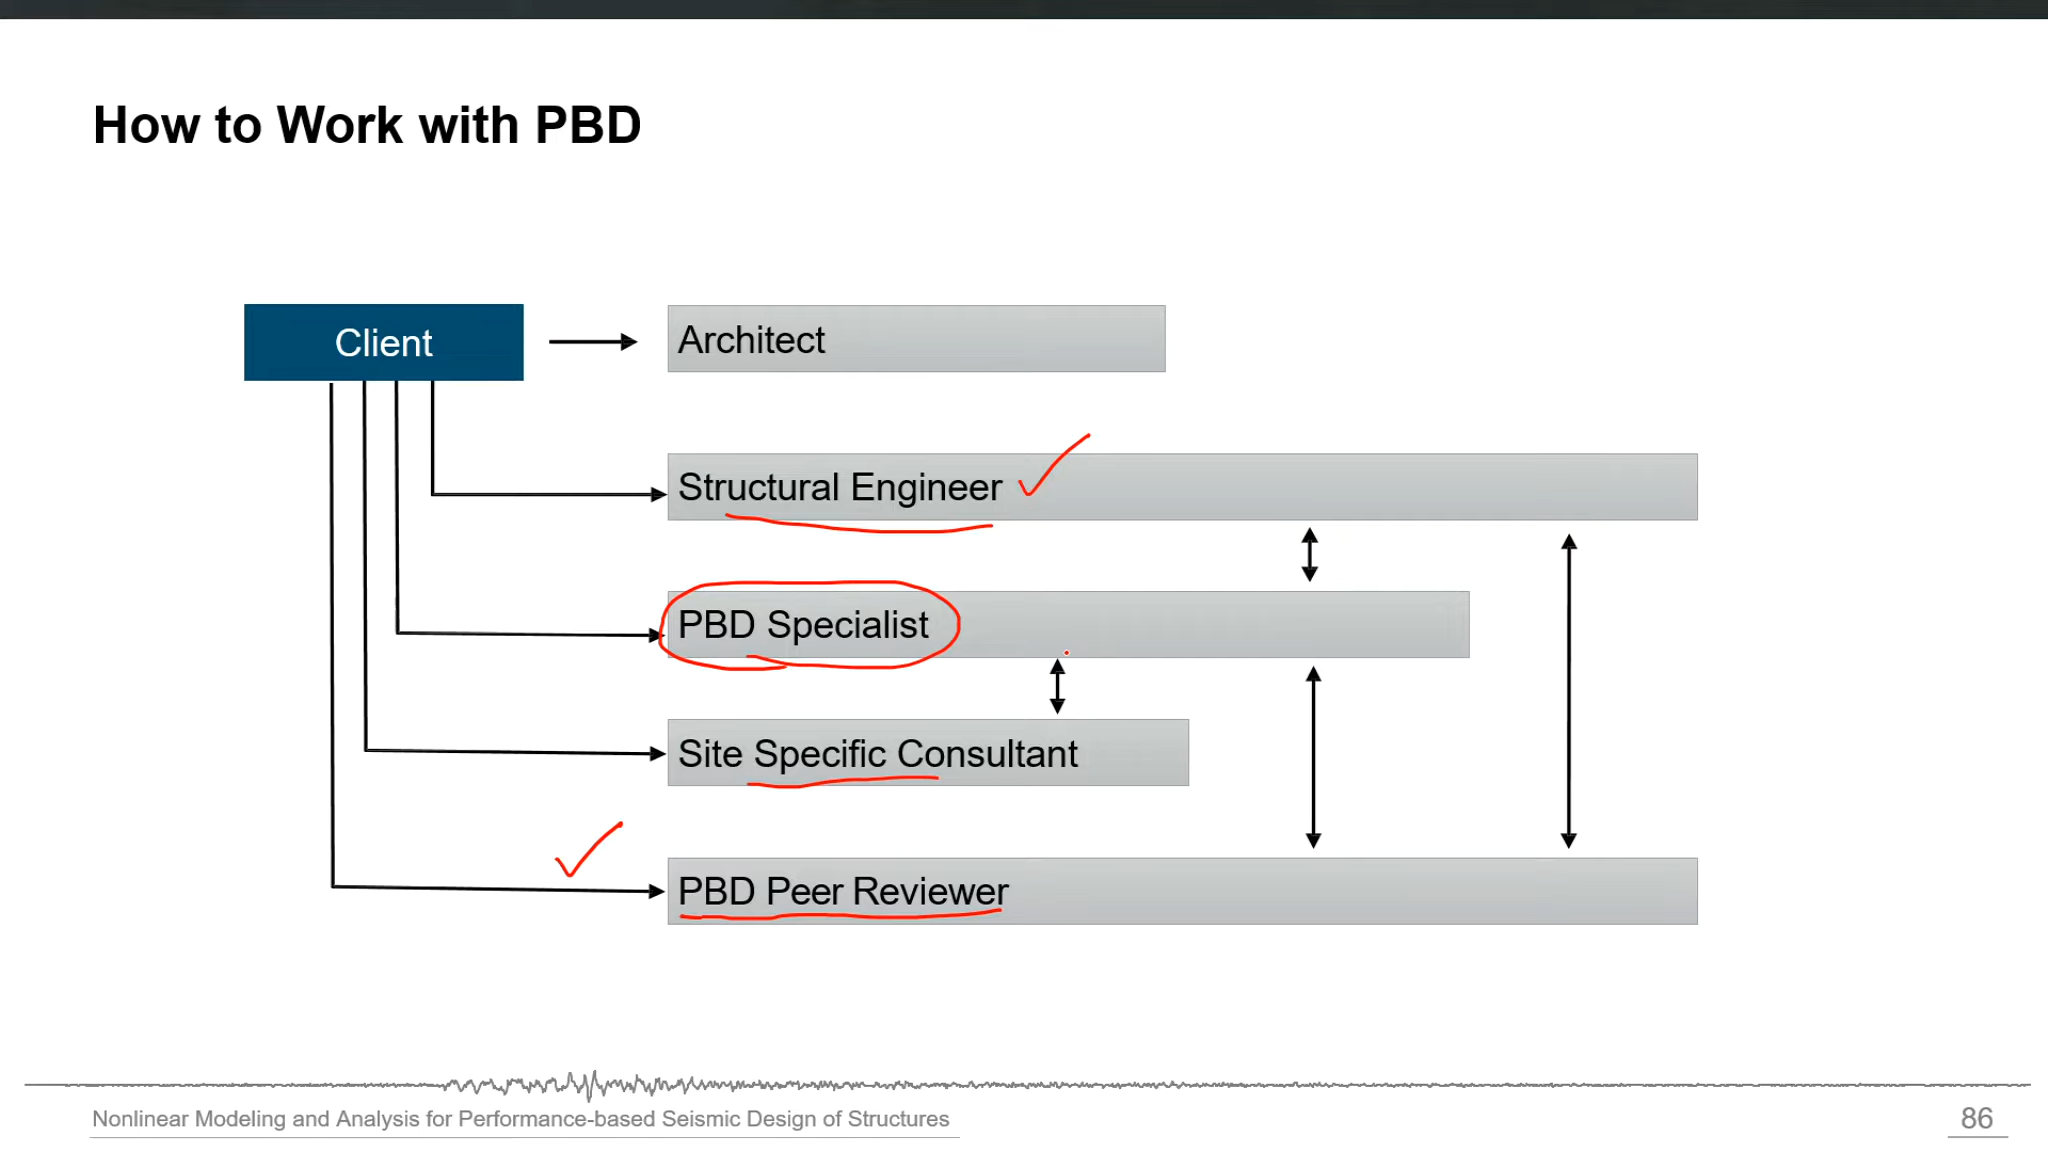 How to Work with PBD
Client
Architect
Structural Engineer
PBD Specialist
Site Specific Consultant
PBD Peer Reviewer
Nonlinear Modeling and Analysis for Performance-based Seismic Design of Structures
86